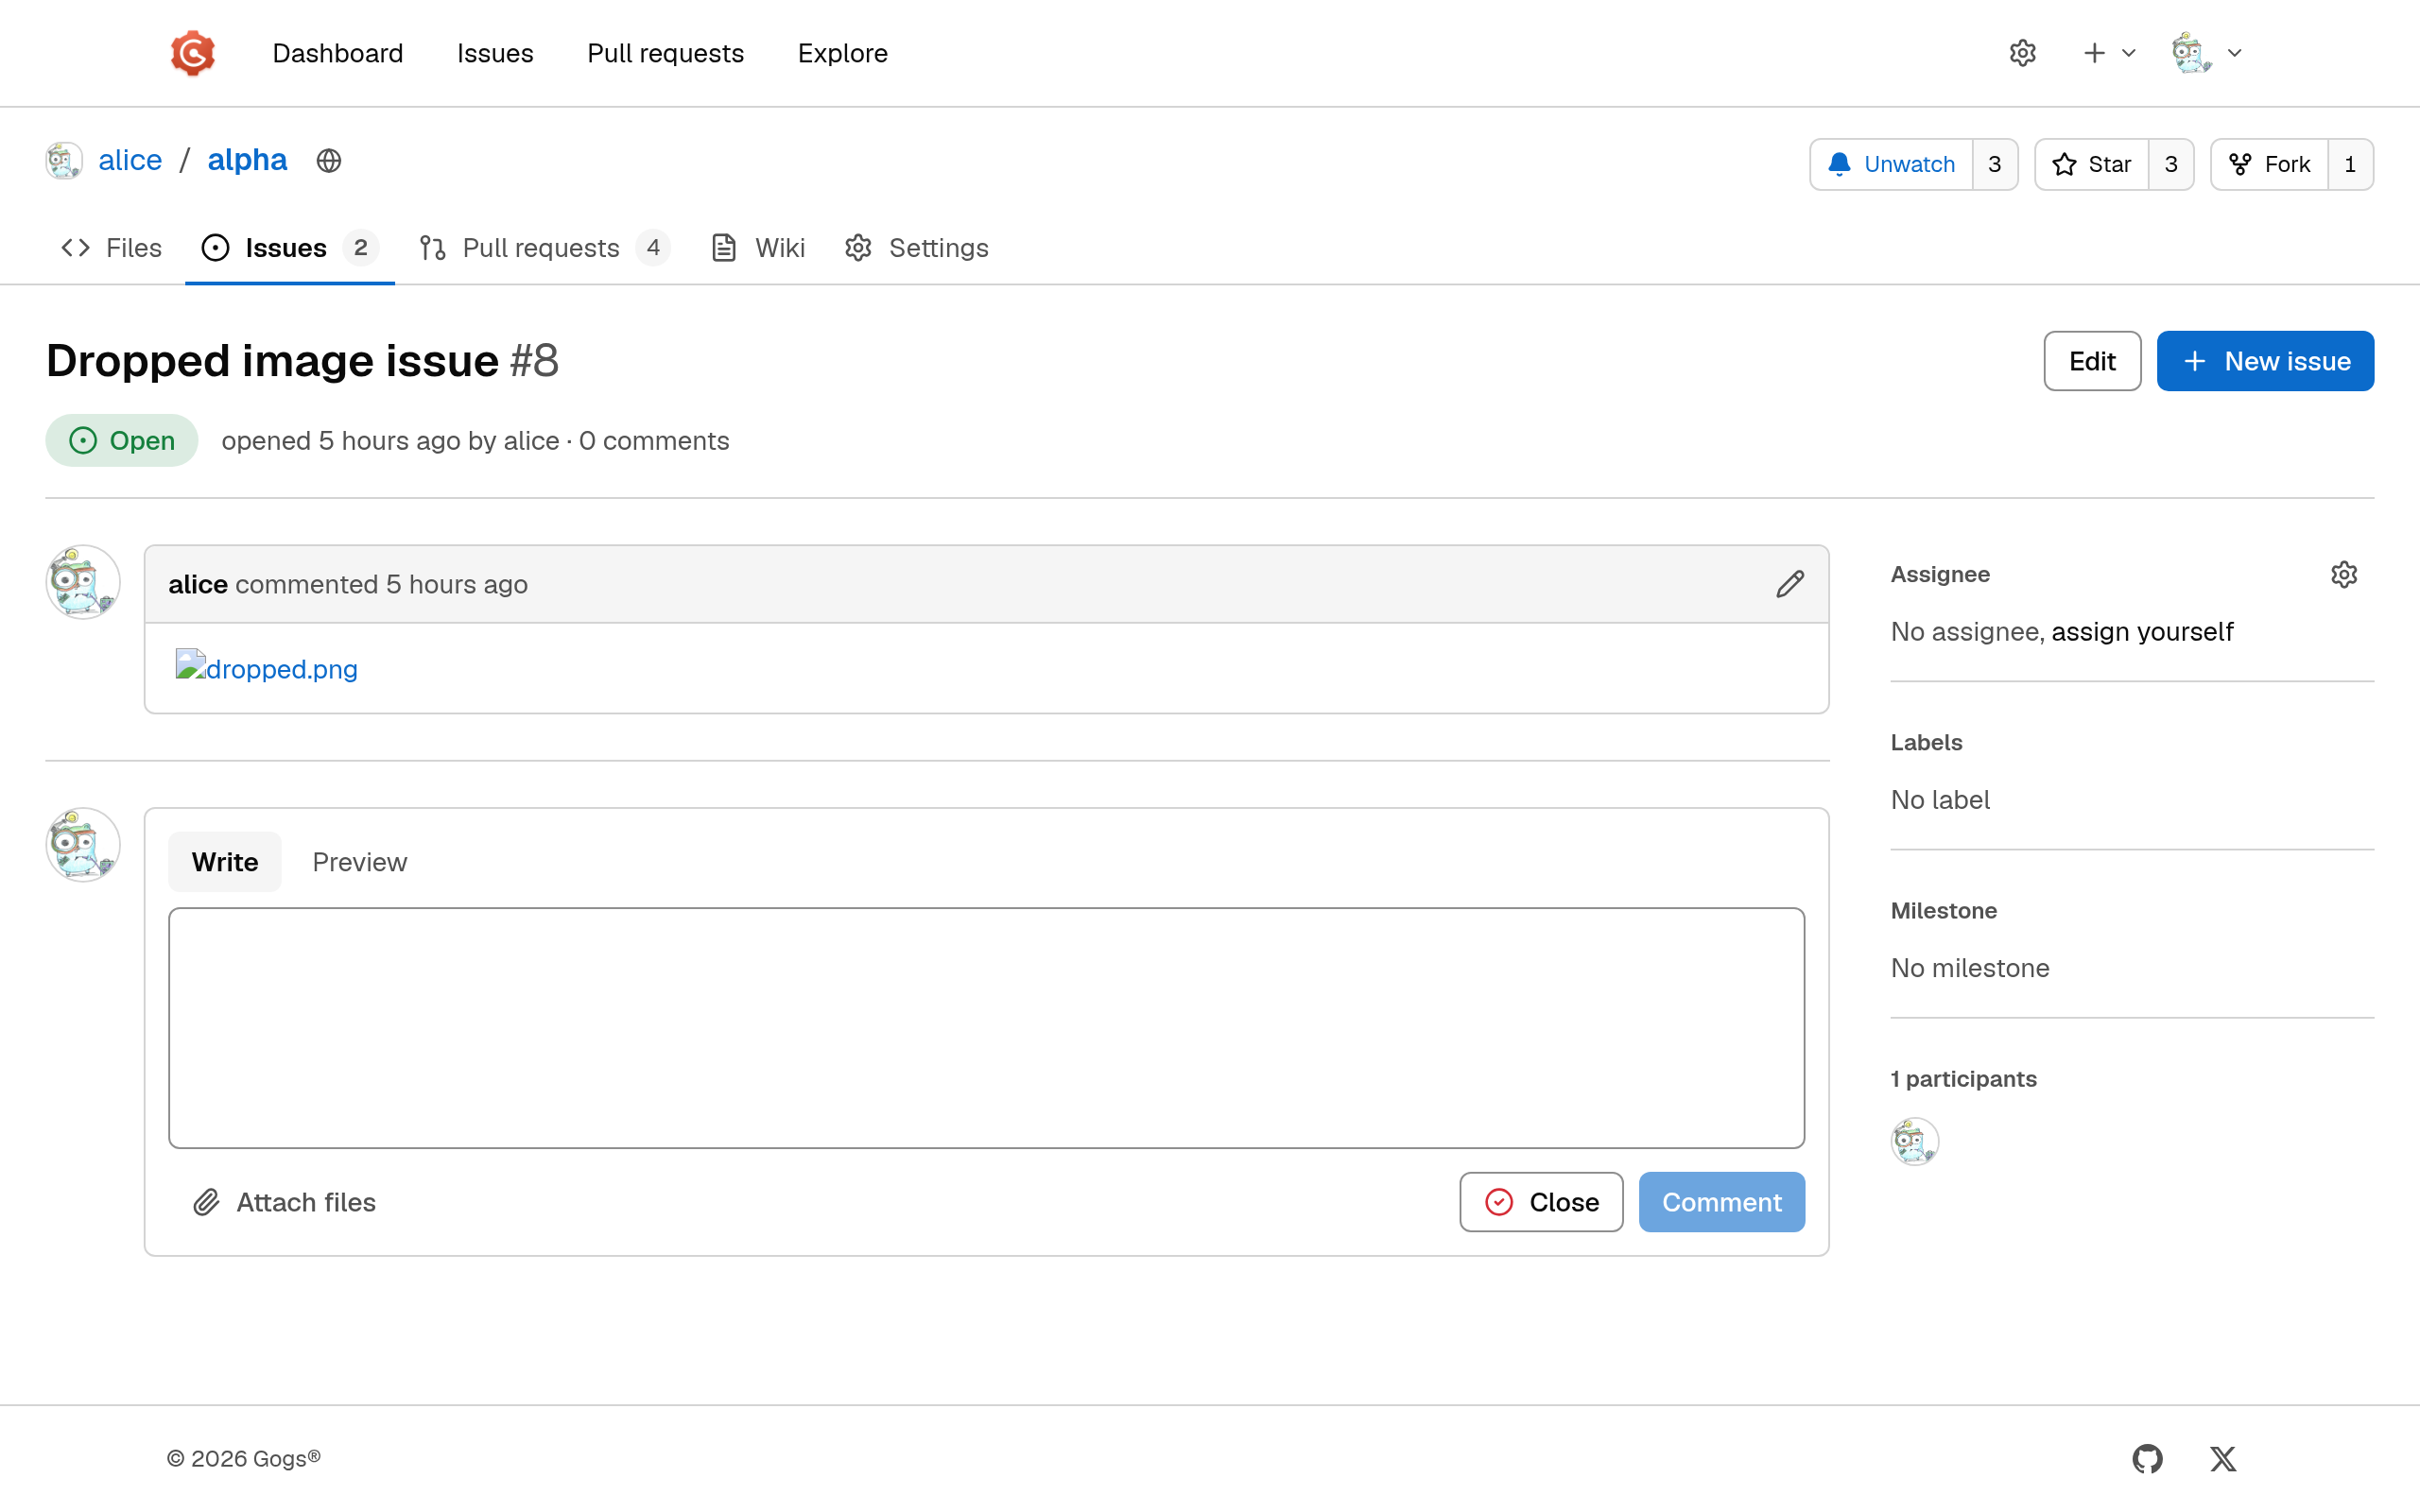 Dashboard Issues Pull requests Explore
alice / alpha
Unwatch 3 Star 3 Fork 1
Files Issues 2 Pull requests 4 Wiki Settings
Dropped image issue #8
Edit New issue
Open opened 5 hours ago by alice · 0 comments
alice commented 5 hours ago
dropped.png
Assignee
No assignee, assign yourself
Labels
No label
Milestone
No milestone
1 participants
Write Preview
Attach files
Close Comment
© 2026 Gogs®